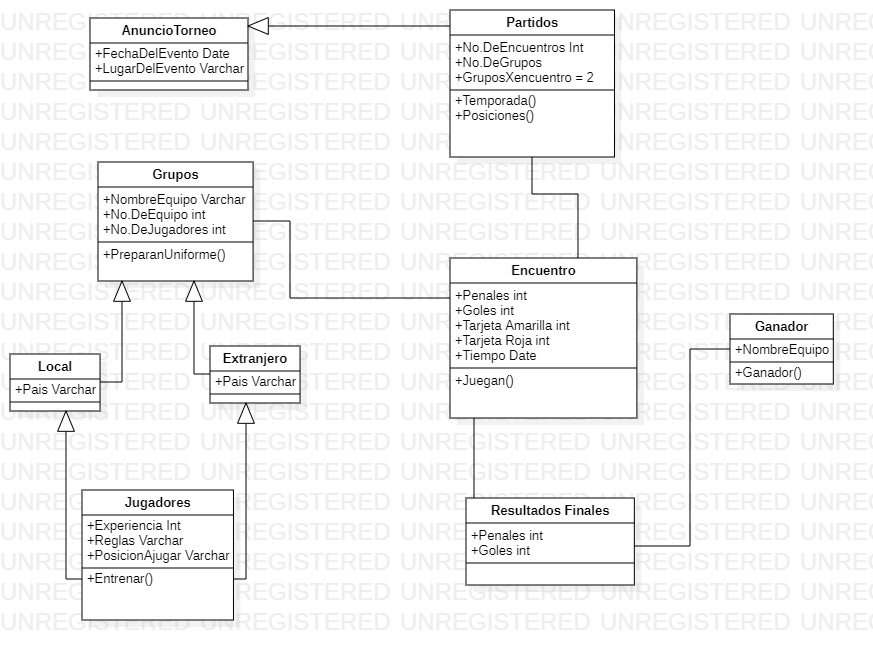 AnuncioTorneo
+FechaDelEvento Date
+LugarDelEvento Varchar
Partidos
+No.DeEncuentros Int
+No.DeGrupos
+GruposXencuentro = 2
+Temporada()
+Posiciones()
Grupos
+NombreEquipo Varchar
+No.DeEquipo int
+No.DeJugadores int
+PreparanUniforme()
Encuentro
+Penales int
+Goles int
+Tarjeta Amarilla int
+Tarjeta Roja int
+Tiempo Date
+Juegan()
Ganador
+NombreEquipo
+Ganador()
Local
+Pais Varchar
Extranjero
+Pais Varchar
Jugadores
+Experiencia Int
+Reglas Varchar
+PosicionAjugar Varchar
+Entrenar()
Resultados Finales
+Penales int
+Goles int
UNREGISTERED UNREGISTERED UNREGISTERED UNREGISTERED